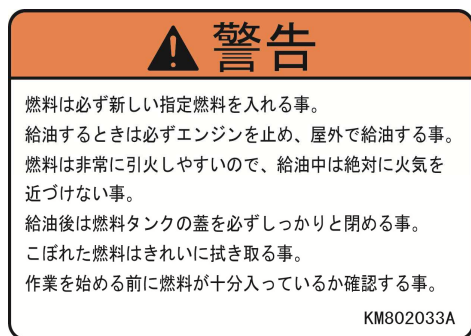 警告
燃料は必ず新しい指定燃料を入れる事。
給油するときは必ずエンジンを止め、屋外で給油する事。
燃料は非常に引火しやすいので、給油中は絶対に火気を
近づけない事。
給油後は燃料タンクの蓋を必ずしっかりと閉める事。
こぼれた燃料はきれいに拭き取る事。
作業を始める前に燃料が十分入っているか確認する事。
KM802033A